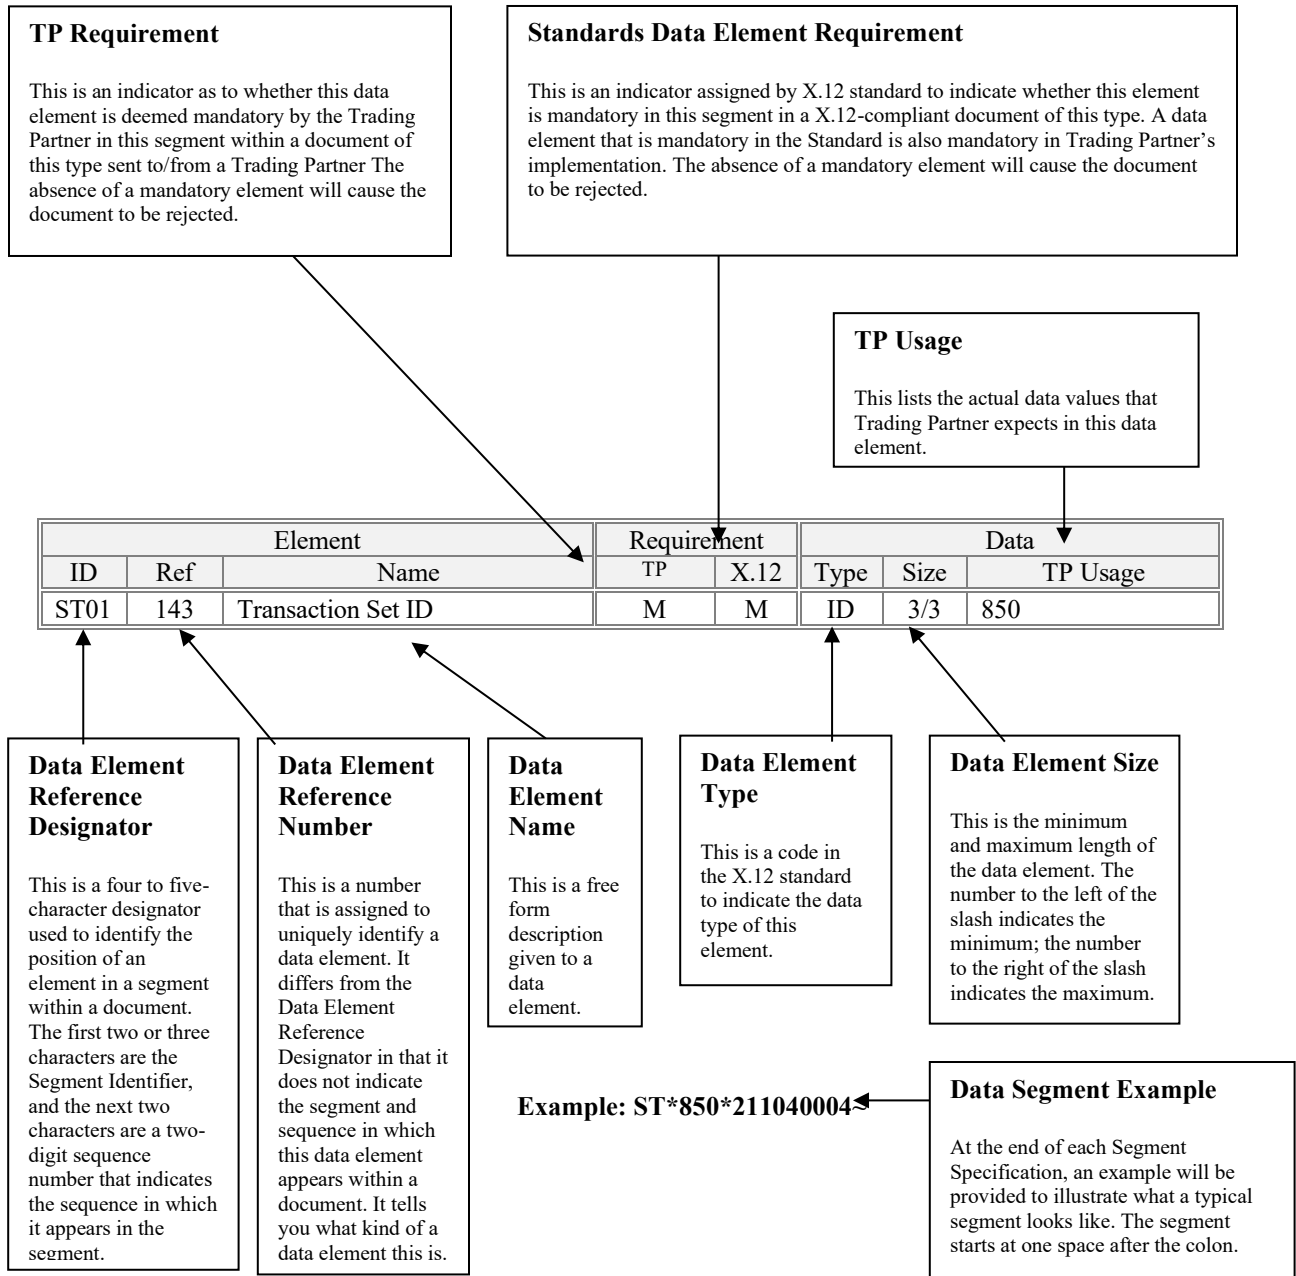 TP Requirement
This is an indicator as to whether this data
element is deemed mandatory by the Trading
Partner in this segment within a document of
this type sent to/from a Trading Partner The
absence of a mandatory element will cause the
document to be rejected.
Standards Data Element Requirement
This is an indicator assigned by X.12 standard to indicate whether this element
is mandatory in this segment in a X.12-compliant document of this type. A data
element that is mandatory in the Standard is also mandatory in Trading Partner's
implementation. The absence of a mandatory element will cause the document
to be rejected.
TP Usage
This lists the actual data values that
Trading Partner expects in this data
element.
Element Requirement Data
ID Ref Name TP X.12 Type Size TP Usage
ST01 143 Transaction Set ID M M ID 3/3 850
Data Element
Reference
Designator
This is a four to five-
character designator
used to identify the
position of an
element in a segment
within a document.
The first two or three
characters are the
Segment Identifier,
and the next two
characters are a two-
digit sequence
number that indicates
the sequence in which
it appears in the
segment.
Data Element
Reference
Number
This is a number
that is assigned to
uniquely identify a
data element. It
differs from the
Data Element
Reference
Designator in that it
does not indicate
the segment and
sequence in which
this data element
appears within a
document. It tells
you what kind of a
data element this is.
Data
Element
Name
This is a free
form
description
given to a
data
element.
Data Element
Type
This is a code in
the X.12 standard
to indicate the data
type of this
element.
Data Element Size
This is the minimum
and maximum length of
the data element. The
number to the left of the
slash indicates the
minimum; the number
to the right of the slash
indicates the maximum.
Example: ST*850*211040004~
Data Segment Example
At the end of each Segment
Specification, an example will be
provided to illustrate what a typical
segment looks like. The segment
starts at one space after the colon.